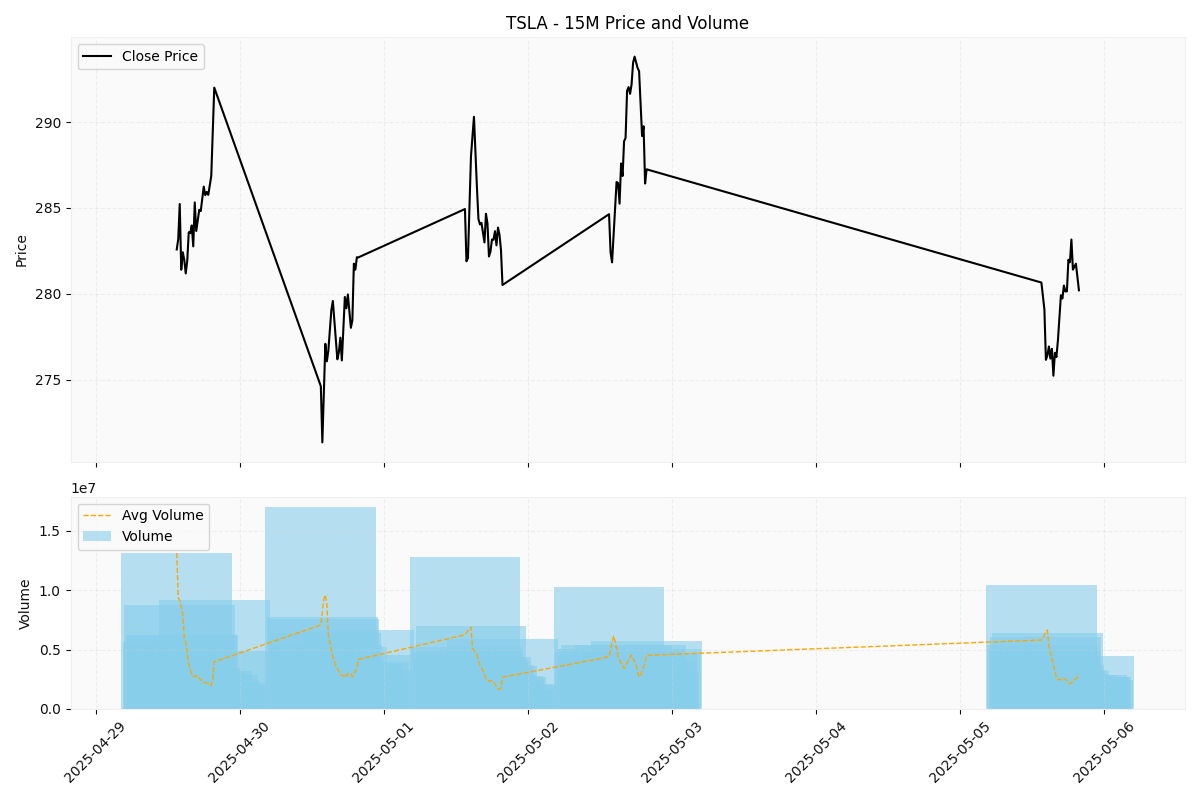 TSLA - 15M Price and Volume
Close Price
Price
290
285
280
275
1e7
Avg Volume
Volume
Volume
1.5
1.0
0.5
0.0
2025-04-29
2025-04-30
2025-05-01
2025-05-02
2025-05-03
2025-05-04
2025-05-05
2025-05-06